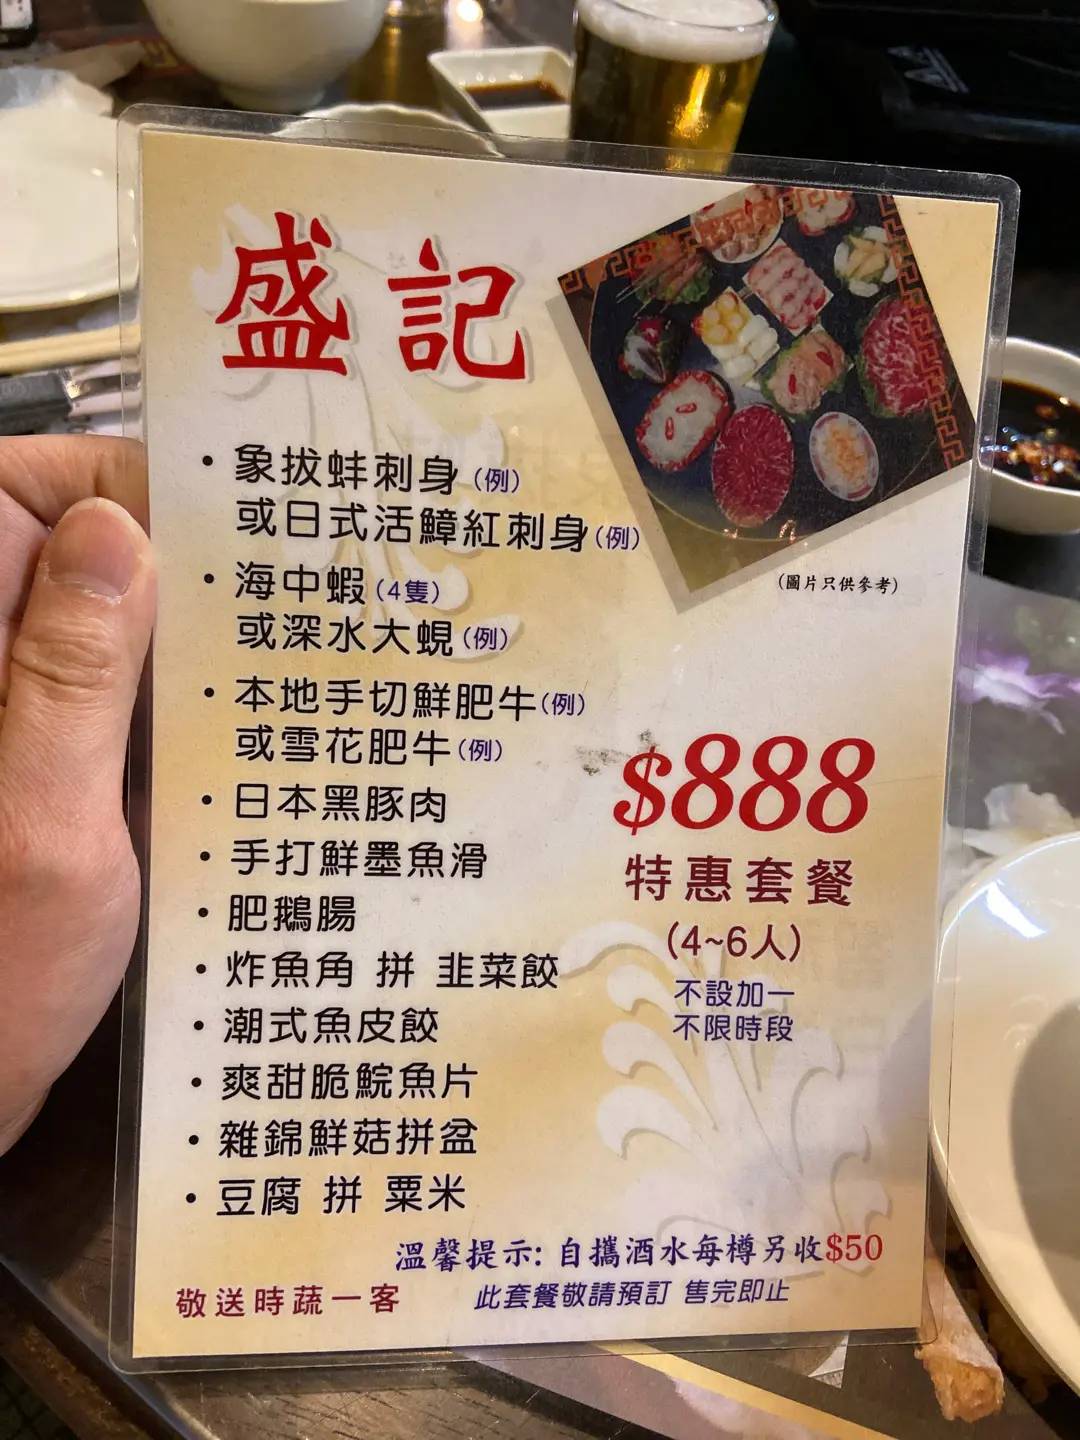 盛記
(圖片只供參考)
• 象拔蚌刺身(例)
或日式活鱆紅刺身(例)
• 海中蝦(4隻)
或深水大蜆(例)
• 本地手切鮮肥牛(例)
或雪花肥牛(例)
• 日本黑豚肉
• 手打鮮墨魚滑
• 肥鵝腸
• 炸魚角 拼 韭菜餃
• 潮式魚皮餃
• 爽甜脆鯇魚片
• 雜錦鮮菇拼盆
• 豆腐 拼 粟米
$888
特惠套餐
(4~6人)
不設加一
不限時段
溫馨提示: 自攜酒水每樽另收$50
敬送時蔬一客
此套餐敬請預訂 售完即止